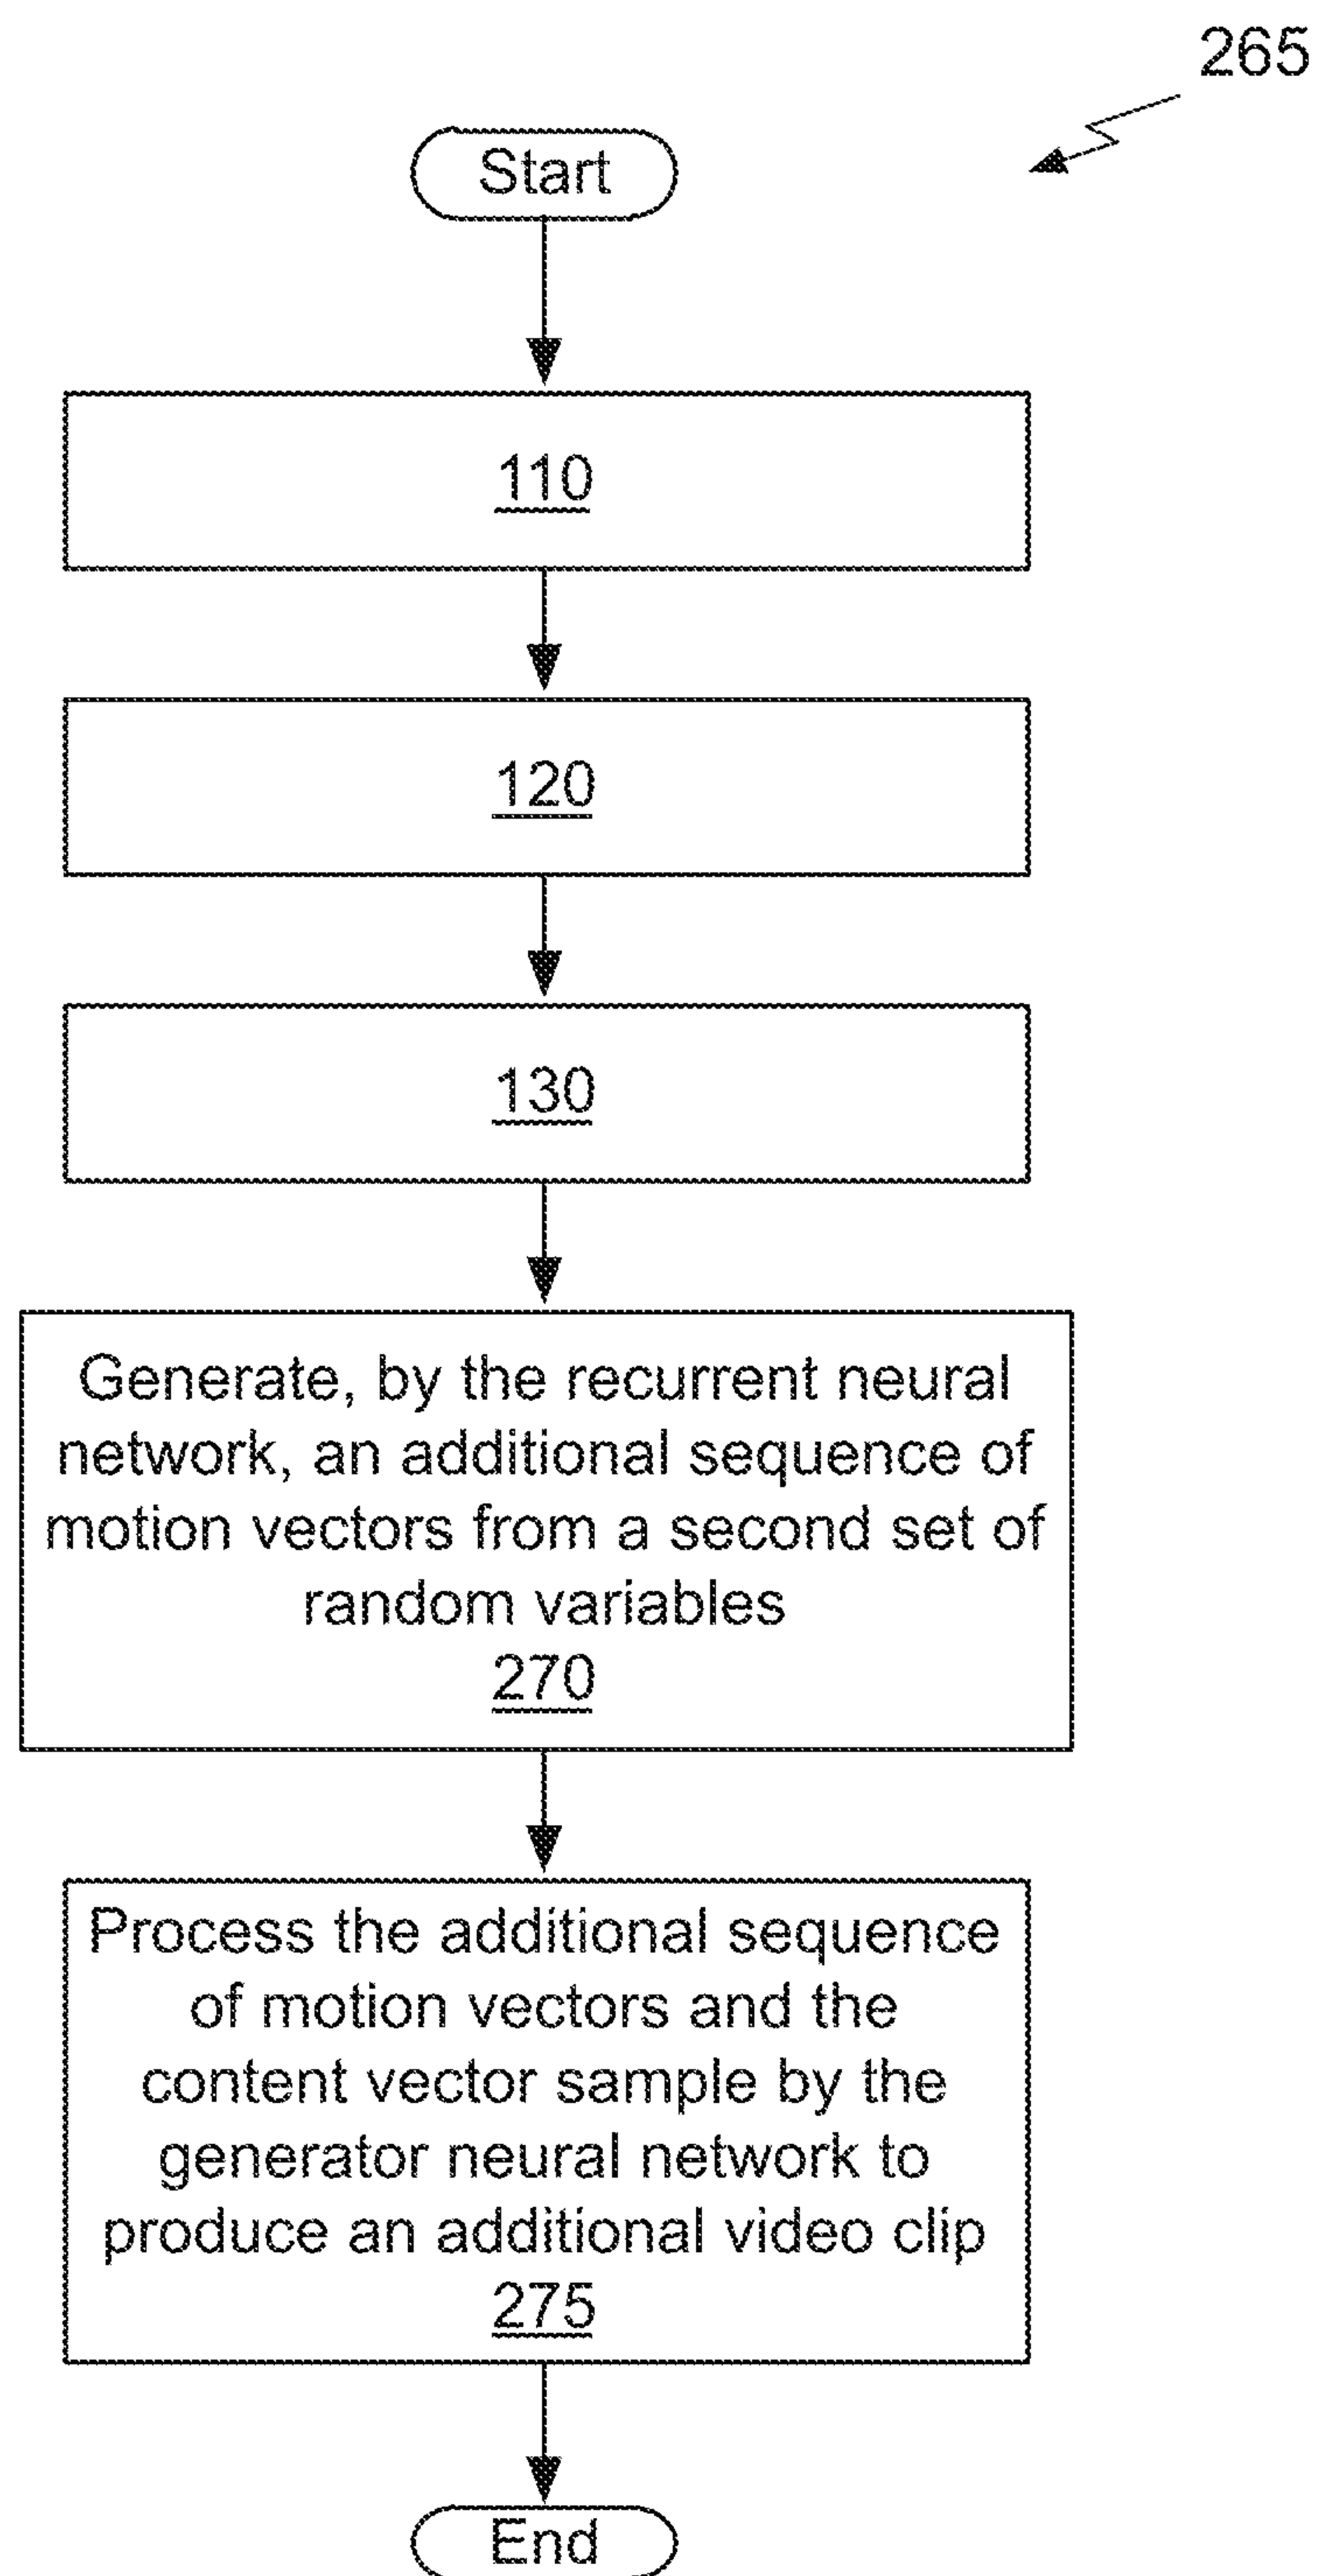 265
Start
110
120
130
Generate, by the recurrent neural
network, an additional sequence of
motion vectors from a second set of
random variables
270
Process the additional sequence
of motion vectors and the
content vector sample by the
generator neural network to
produce an additional video clip
275
End